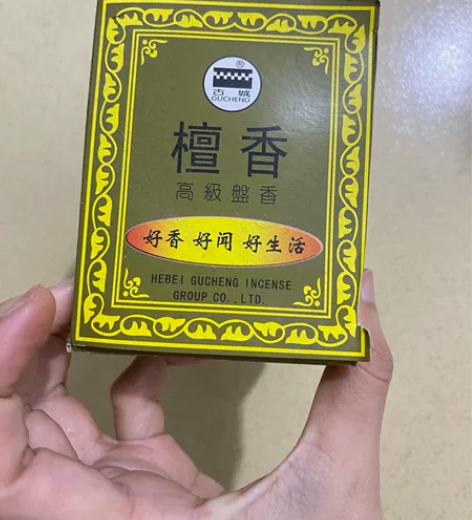 ®
古城
GUCHENG
檀香
高級盤香
好香 好闻 好生活
HEBEI GUCHENG INCENSE
GROUP CO.,LTD.